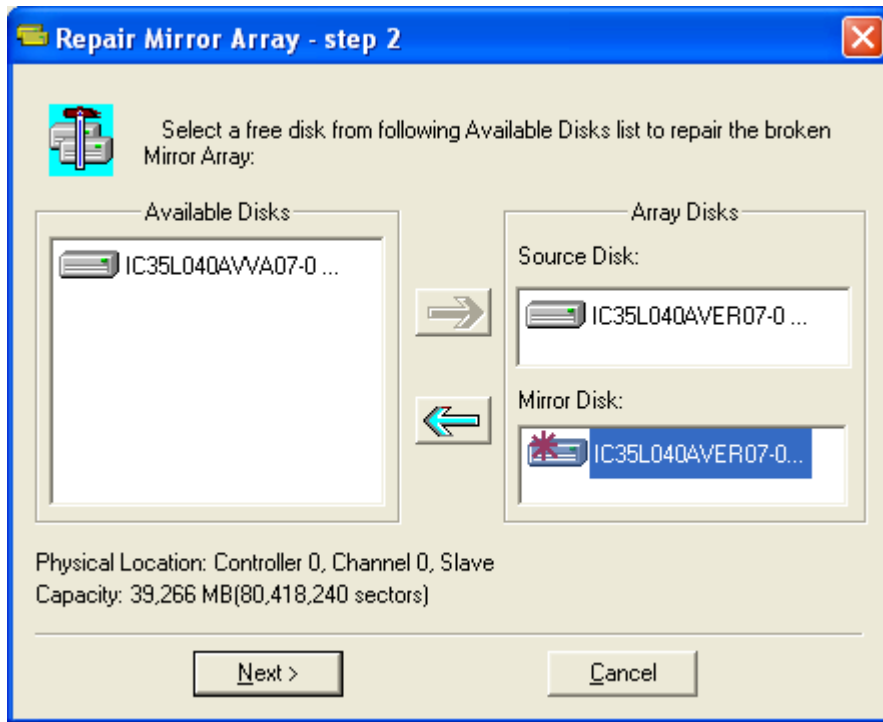 Repair Mirror Array - step 2
Select a free disk from following Available Disks list to repair the broken
Mirror Array:
Available Disks
IC35L040AVVA07-0 ...
Array Disks
Source Disk:
IC35L040AVER07-0 ...
Mirror Disk:
IC35L040AVER07-0...
Physical Location: Controller 0, Channel 0, Slave
Capacity: 39,266 MB(80,418,240 sectors)
Next >
Cancel